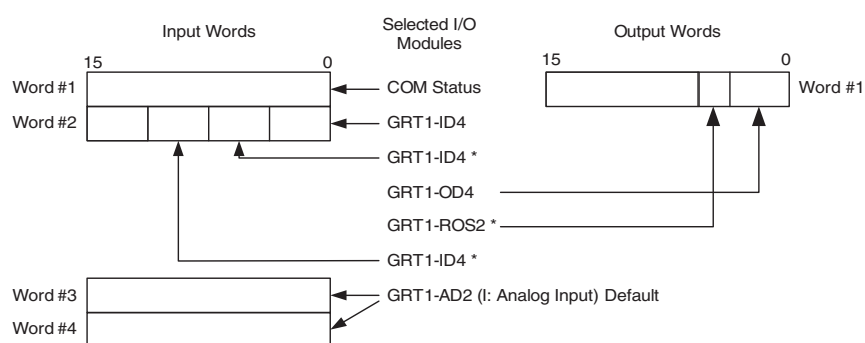 Input Words
Selected I/O
Modules
Output Words
15
0
15
0
Word #1
COM Status
Word #1
Word #2
GRT1-ID4
GRT1-ID4 *
GRT1-OD4
GRT1-ROS2 *
GRT1-ID4 *
Word #3
GRT1-AD2 (I: Analog Input) Default
Word #4